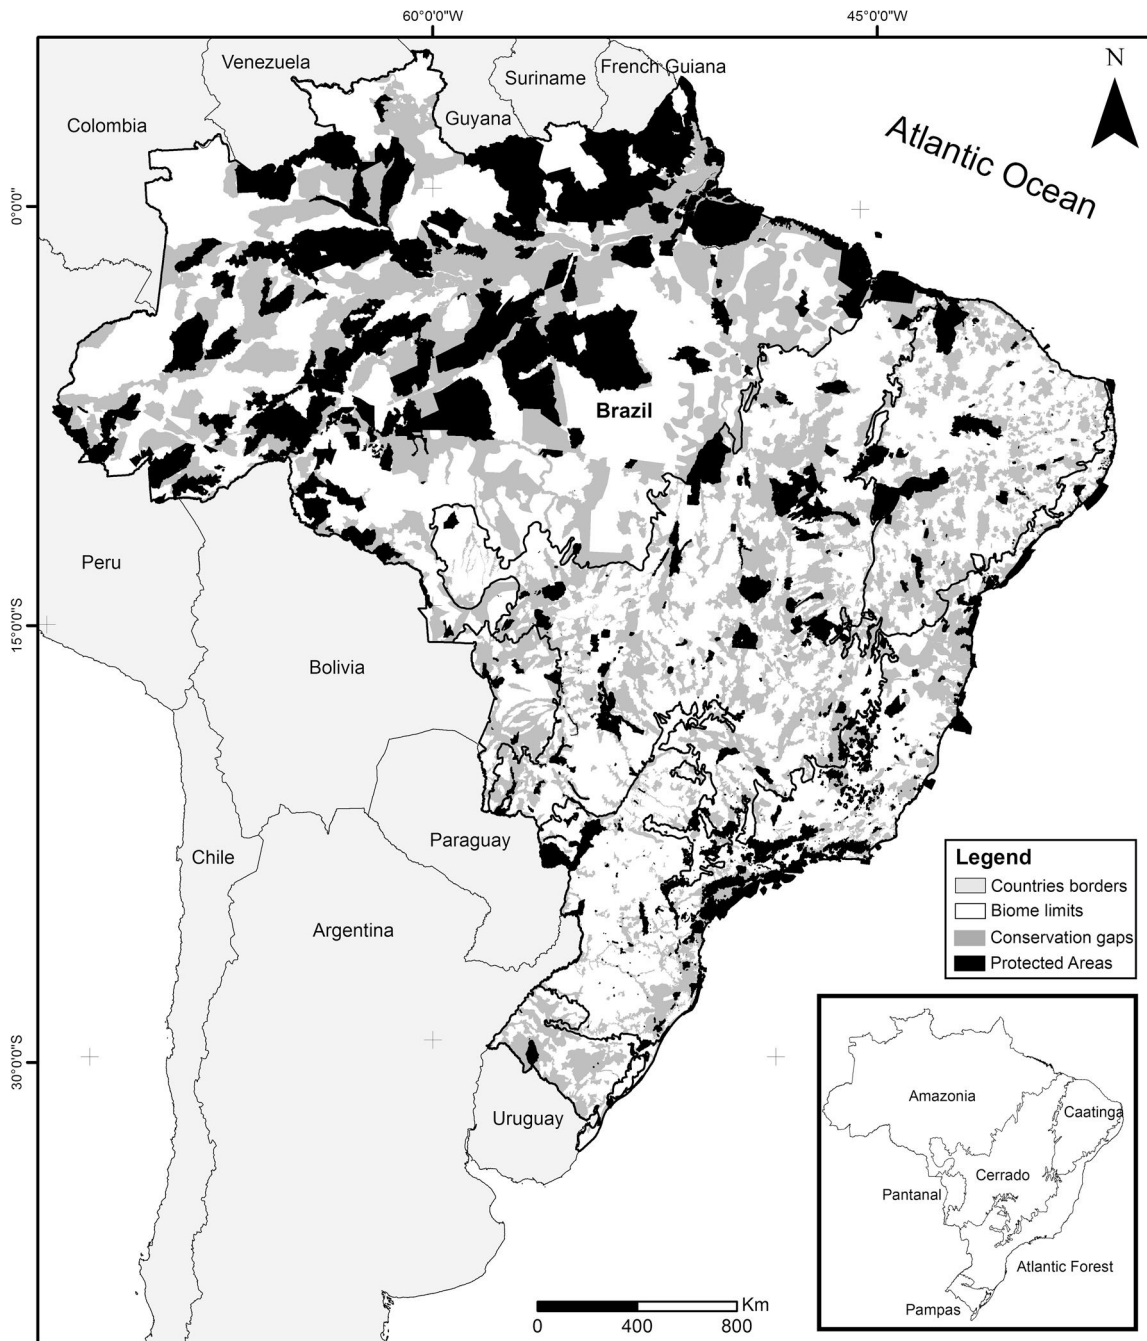 60°0'0"W
45°0'0"W
Venezuela
Suriname
French Guiana
N
Colombia
Guyana
Atlantic Ocean
0°0'0"
Brazil
Peru
15°0'0"S
Bolivia
Paraguay
Chile
Argentina
Legend
Countries borders
Biome limits
Conservation gaps
Protected Areas
30°0'0"S
Uruguay
Amazonia
Caatinga
Cerrado
Pantanal
Atlantic Forest
Pampas
Km
0 400 800